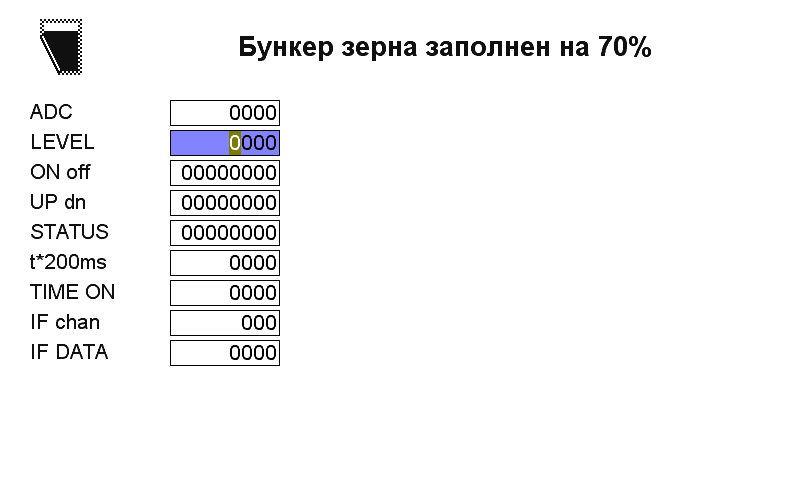 Бункер зерна заполнен на 70%
ADC 0000
LEVEL 0000
ON off 00000000
UP dn 00000000
STATUS 00000000
t*200ms 0000
TIME ON 0000
IF chan 000
IF DATA 0000